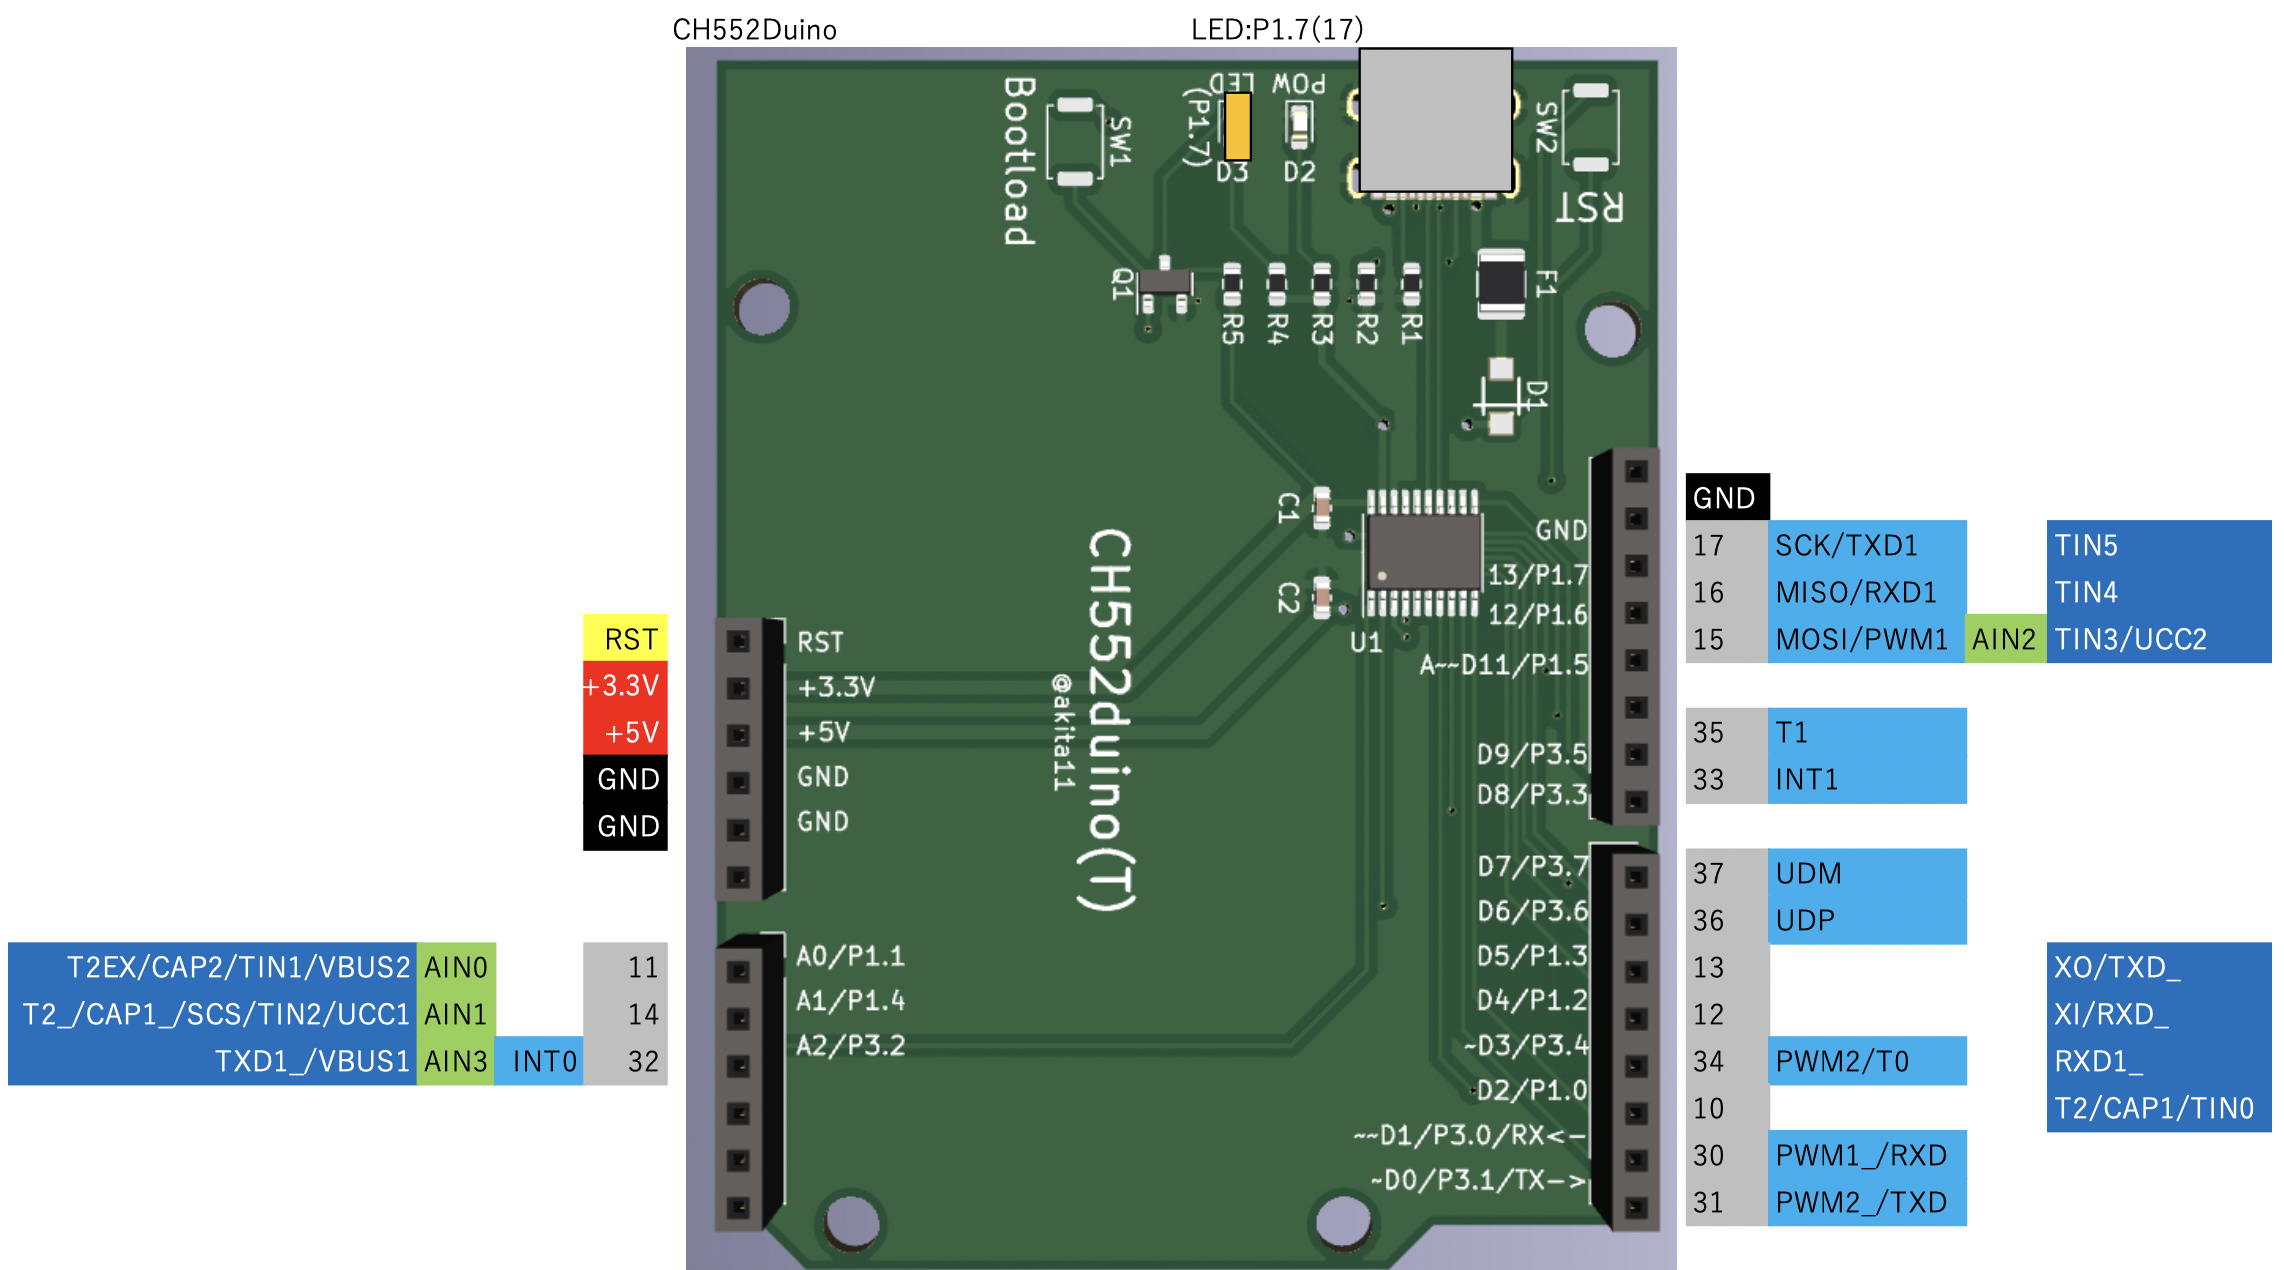 CH552Duino
LED:P1.7(17)
Bootload
SW1
LED
(P1.7)
D3
POW
D2
SW2
RST
Q1
R5
R4
R3
R2
R1
F1
D1
C1
C2
U1
CH552duino(T)
@akita11
RST
+3.3V
+5V
GND
GND
RST
+3.3V
+5V
GND
GND
T2EX/CAP2/TIN1/VBUS2 AIN0 11
T2_/CAP1_/SCS/TIN2/UCC1 AIN1 14
TXD1_/VBUS1 AIN3 INT0 32
A0/P1.1
A1/P1.4
A2/P3.2
GND
13/P1.7
12/P1.6
A~~D11/P1.5
D9/P3.5
D8/P3.3
D7/P3.7
D6/P3.6
D5/P1.3
D4/P1.2
~D3/P3.4
D2/P1.0
~~D1/P3.0/RX<-
~D0/P3.1/TX->
GND
17 SCK/TXD1 TIN5
16 MISO/RXD1 TIN4
15 MOSI/PWM1 AIN2 TIN3/UCC2
35 T1
33 INT1
37 UDM
36 UDP
13 XO/TXD_
12 XI/RXD_
34 PWM2/T0 RXD1_
10 T2/CAP1/TIN0
30 PWM1_/RXD
31 PWM2_/TXD